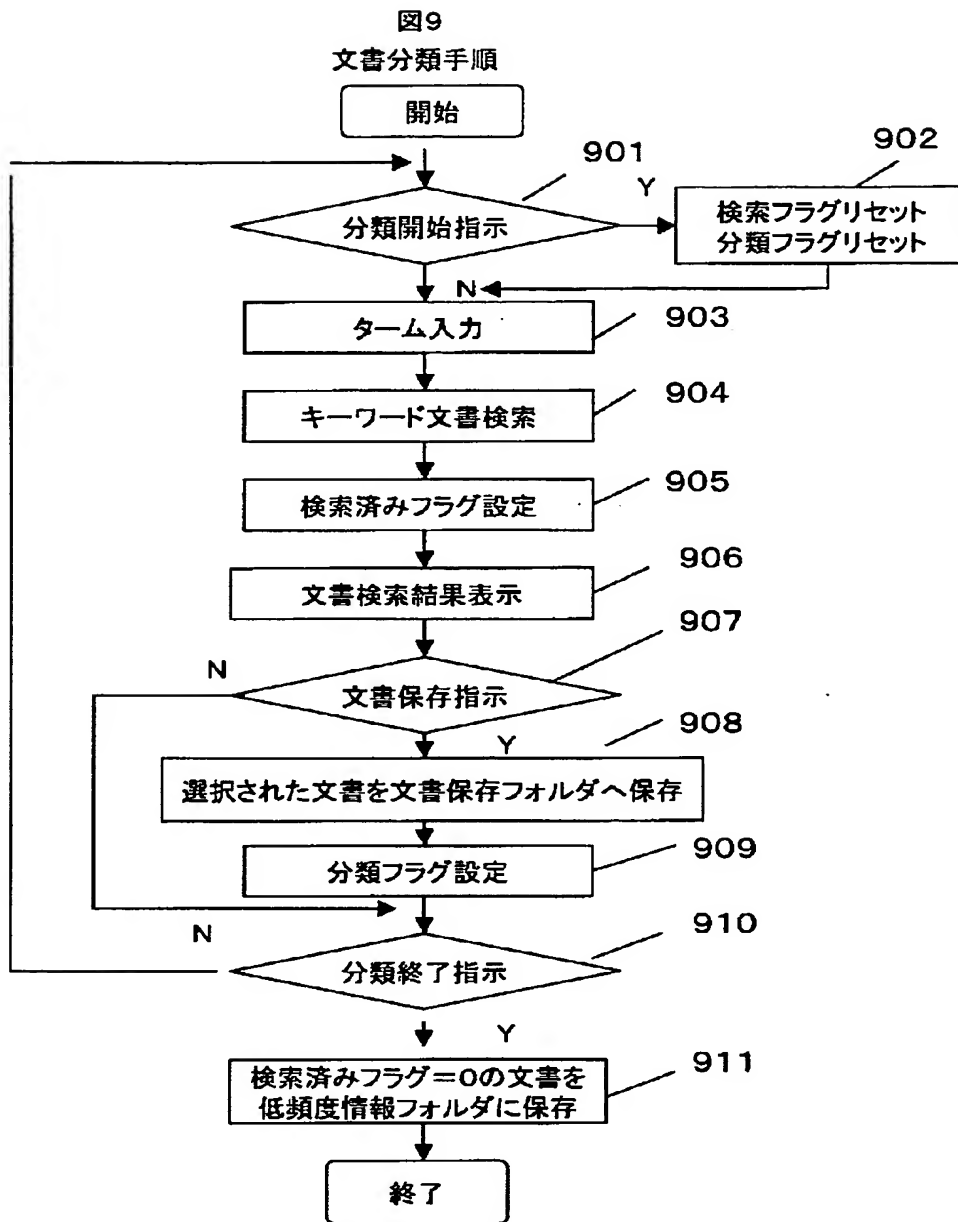 図9
文書分類手順
開始
901
902
分類開始指示
Y
検索フラグリセット
分類フラグリセット
N
ターム入力
903
キーワード文書検索
904
検索済みフラグ設定
905
文書検索結果表示
906
907
N
文書保存指示
Y
908
選択された文書を文書保存フォルダへ保存
分類フラグ設定
909
N
910
分類終了指示
Y
検索済みフラグ=0の文書を
低頻度情報フォルダに保存
911
終了